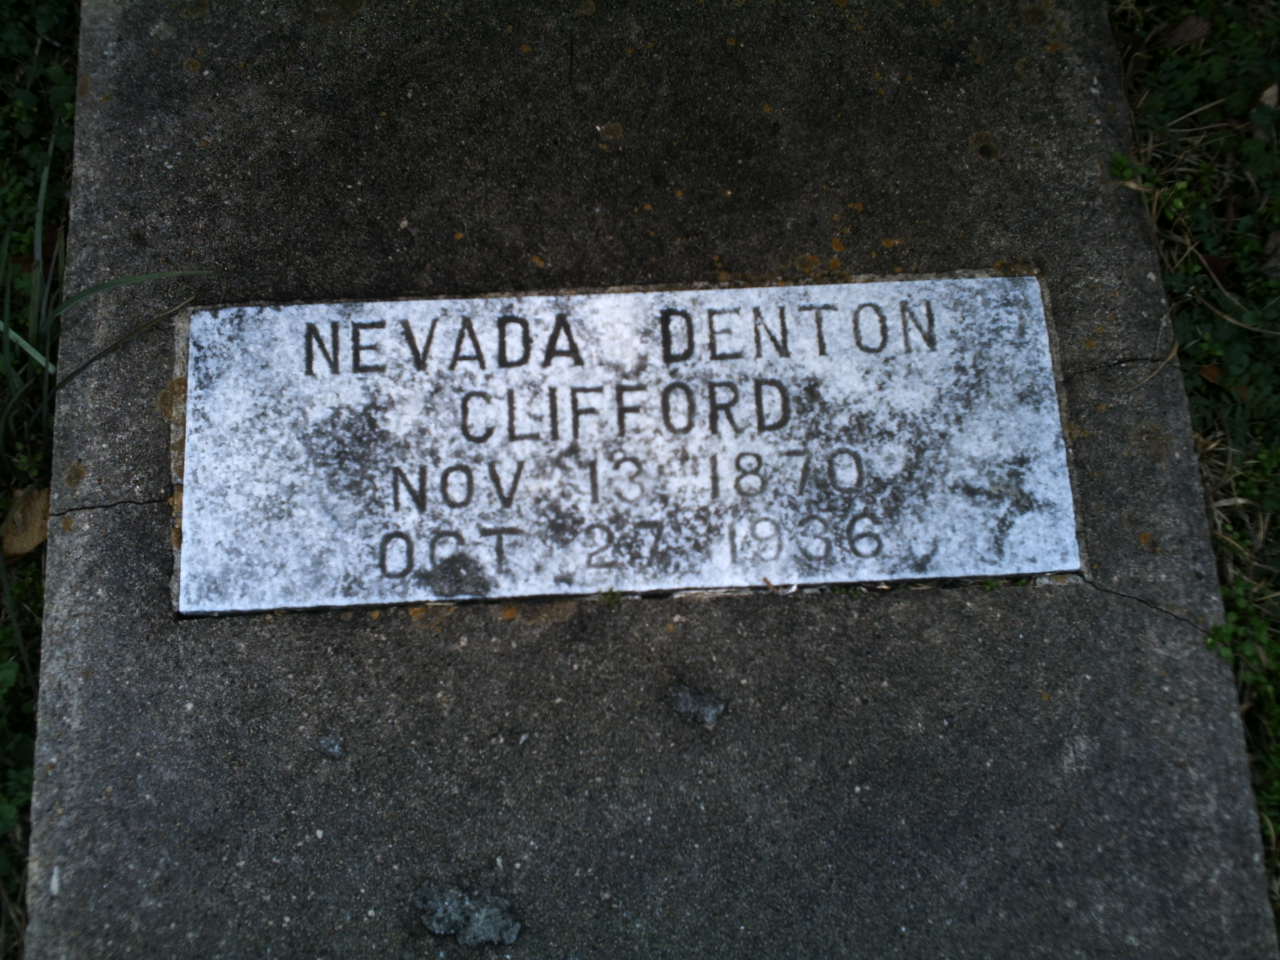 NEVADA DENTON
CLIFFORD
NOV 13 1870
OCT 27 1936